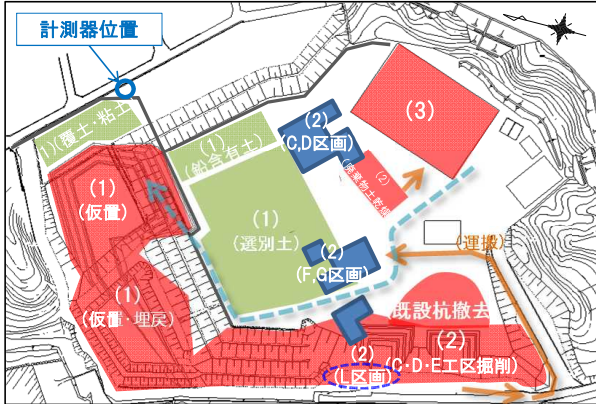 計測器位置
(1)(覆土・粘土)
(1)
(鉛含有土)
(2)
(C,D区画)
(3)
(1)
(仮置)
(2)
(1)
(選別土)
(運搬)
(2)
(F,G区画)
(1)
(仮置・埋戻)
既設杭撤去
(2)
(L区画)
(2)
(C・D・E工区掘削)